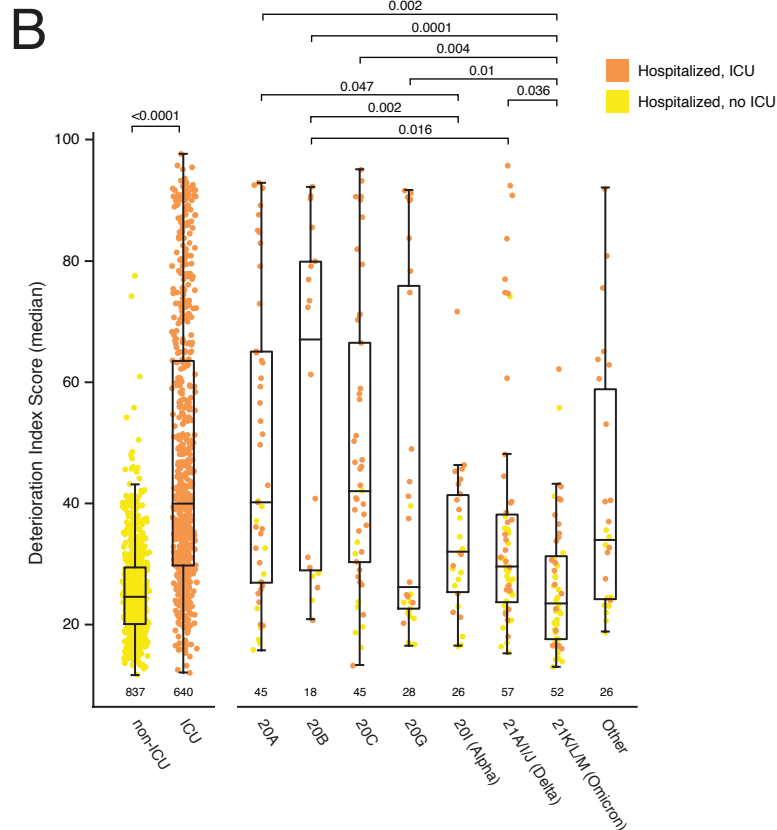 B
0.002
0.0001
0.004
0.01
0.047
0.036
0.002
<0.0001
0.016
Hospitalized, ICU
Hospitalized, no ICU
Deterioration Index Score (median)
100
80
60
40
20
837 640 45 18 45 28 26 57 52 26
non-ICU
ICU
20A
20B
20C
20G
20I (Alpha)
21A/I/J (Delta)
21K/L/M (Omicron)
Other